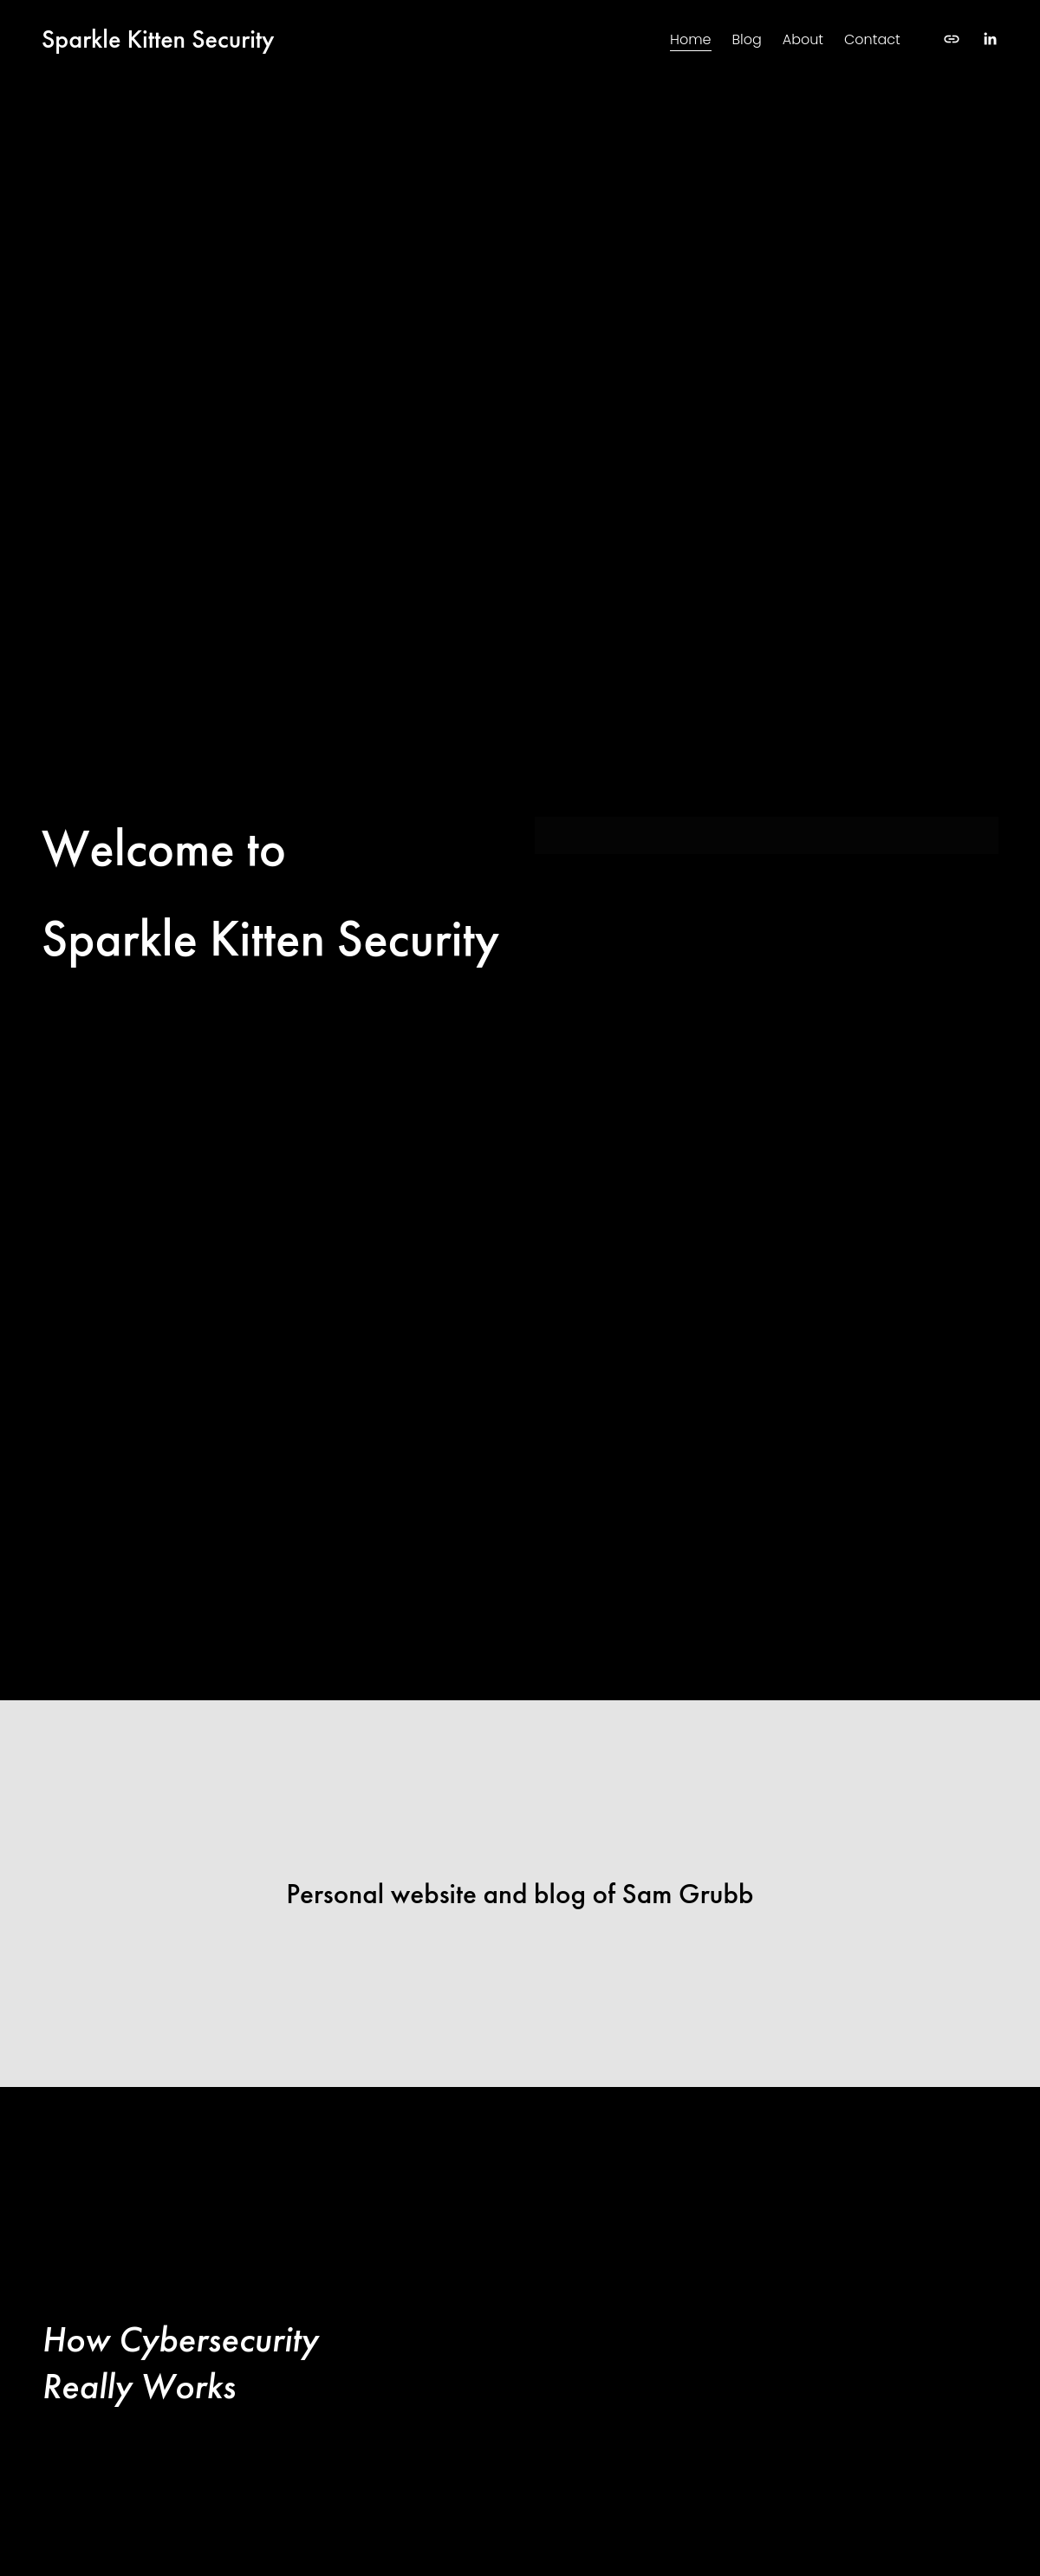 Sparkle Kitten Security
Home Blog About Contact
Welcome to
Sparkle Kitten Security
Personal website and blog of Sam Grubb
How Cybersecurity
Really Works